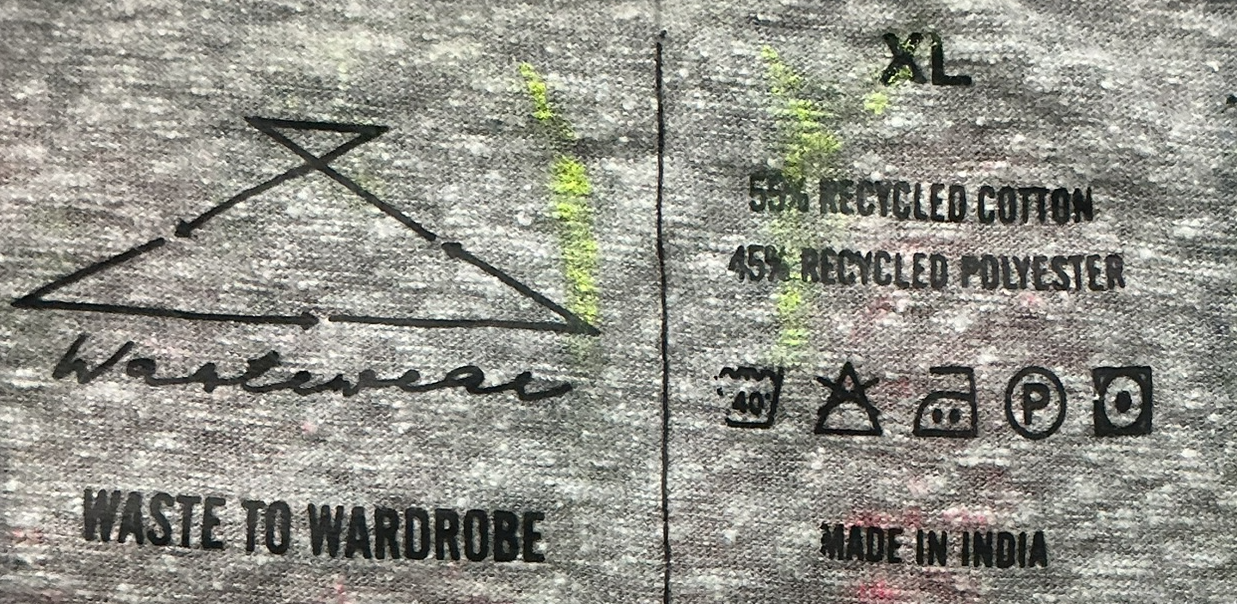 Wastewear
WASTE TO WARDROBE
XL
55% RECYCLED COTTON
45% RECYCLED POLYESTER
40°
P
MADE IN INDIA